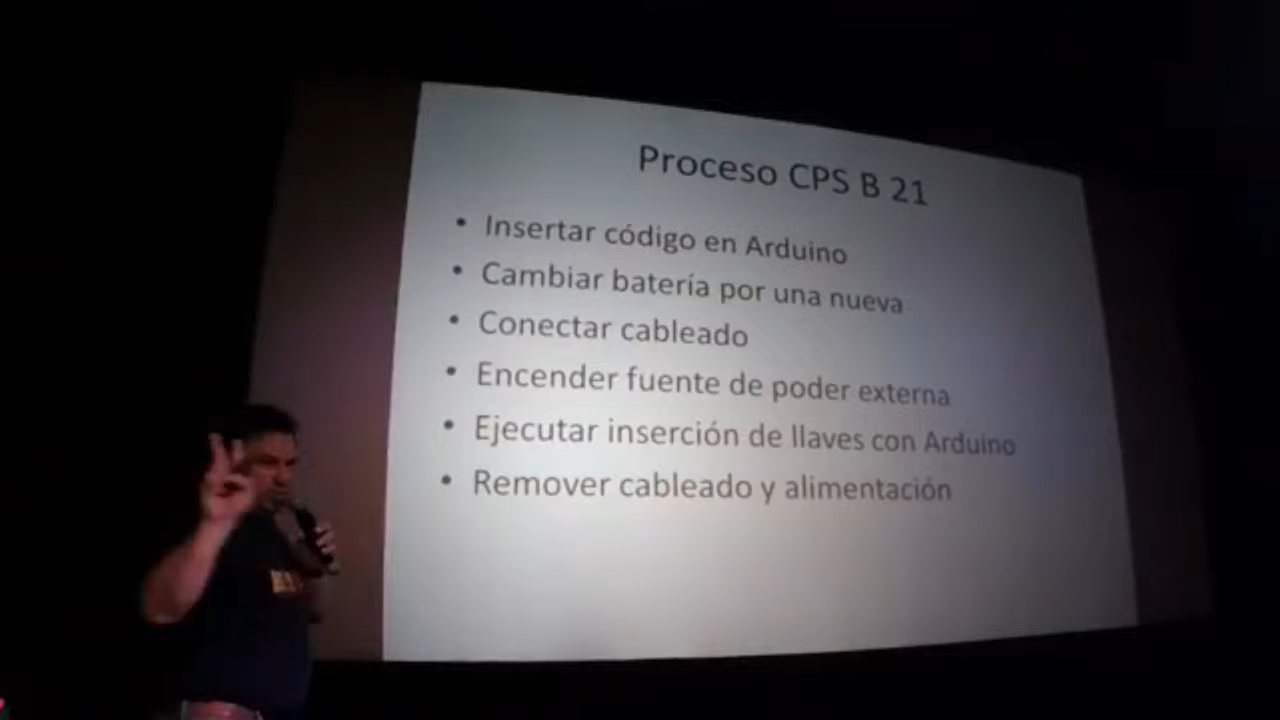 Proceso CPS B 21
• Insertar código en Arduino
• Cambiar batería por una nueva
• Conectar cableado
• Encender fuente de poder externa
• Ejecutar inserción de llaves con Arduino
• Remover cableado y alimentación